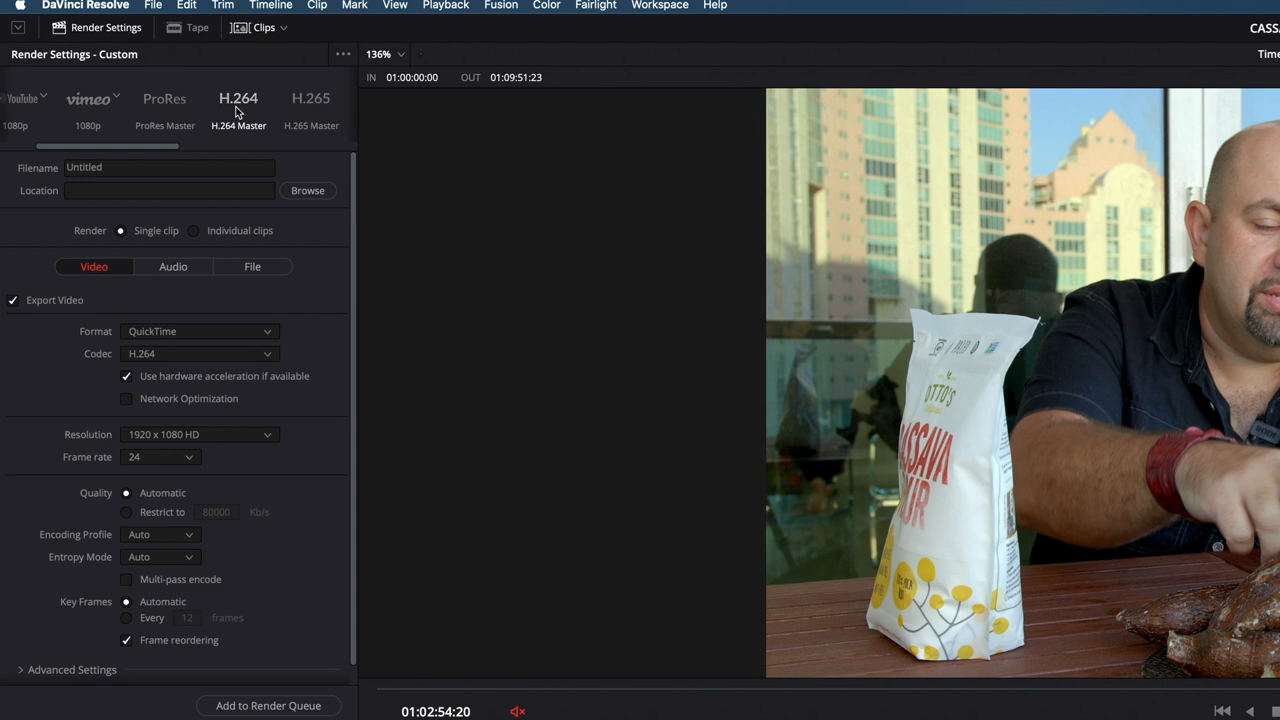 DaVinci Resolve File Edit Trim Timeline Clip Mark View Playback Fusion Color Fairlight Workspace Help
Render Settings Tape Clips CASSA
Render Settings - Custom 136% Time
IN 01:00:00:00 OUT 01:09:51:23
YouTube vimeo ProRes H.264 H.265
1080p 1080p ProRes Master H.264 Master H.265 Master
Filename Untitled
Location Browse
Render Single clip Individual clips
Video Audio File
Export Video
Format QuickTime
Codec H.264
Use hardware acceleration if available
Network Optimization
Resolution 1920 x 1080 HD
Frame rate 24
Quality Automatic
Restrict to 80000 Kb/s
Encoding Profile Auto
Entropy Mode Auto
Multi-pass encode
Key Frames Automatic
Every 12 frames
Frame reordering
Advanced Settings
Add to Render Queue
OTTO'S
ASSAVA
01:02:54:20